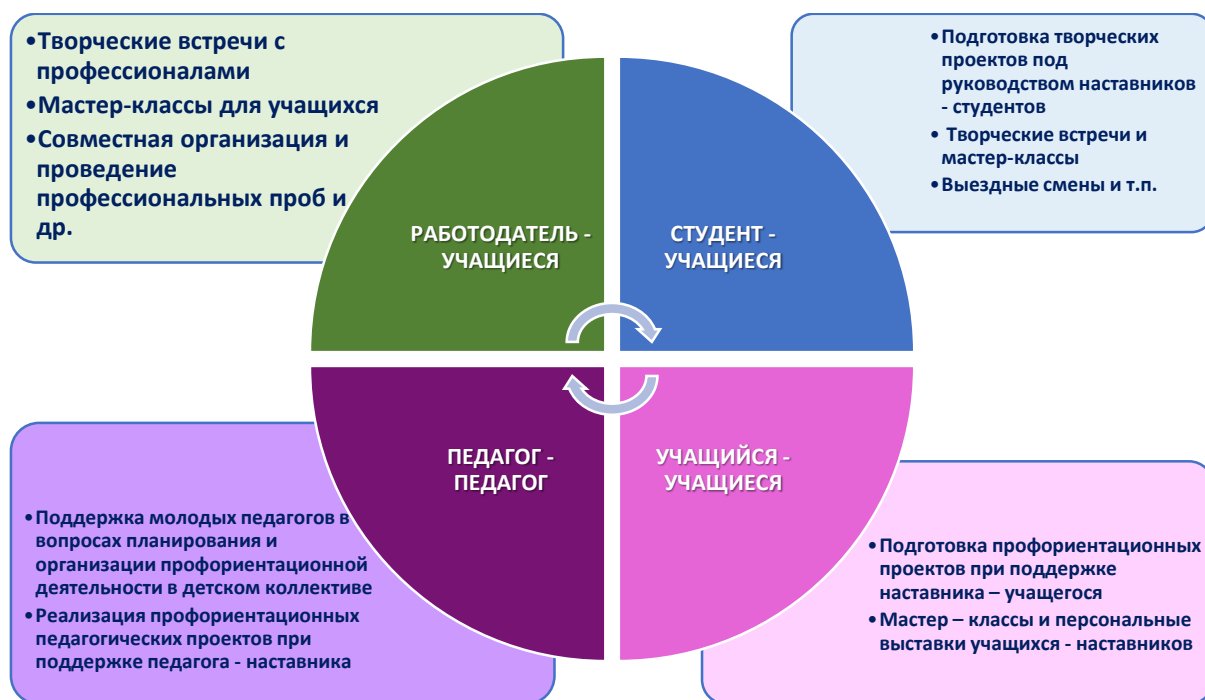 •Творческие встречи с
профессионалами
•Мастер-классы для учащихся
•Совместная организация и
проведение
профессиональных проб и
др.
•Подготовка творческих
проектов под
руководством наставников
- студентов
• Творческие встречи и
мастер-классы
•Выездные смены и т.п.
РАБОТОДАТЕЛЬ -
УЧАЩИЕСЯ
СТУДЕНТ -
УЧАЩИЕСЯ
ПЕДАГОГ -
ПЕДАГОГ
УЧАЩИЙСЯ -
УЧАЩИЕСЯ
•Поддержка молодых педагогов в
вопросах планирования и
организации профориентационной
деятельности в детском коллективе
•Реализация профориентационных
педагогических проектов при
поддержке педагога - наставника
•Подготовка профориентационных
проектов при поддержке
наставника – учащегося
•Мастер – классы и персональные
выставки учащихся - наставников